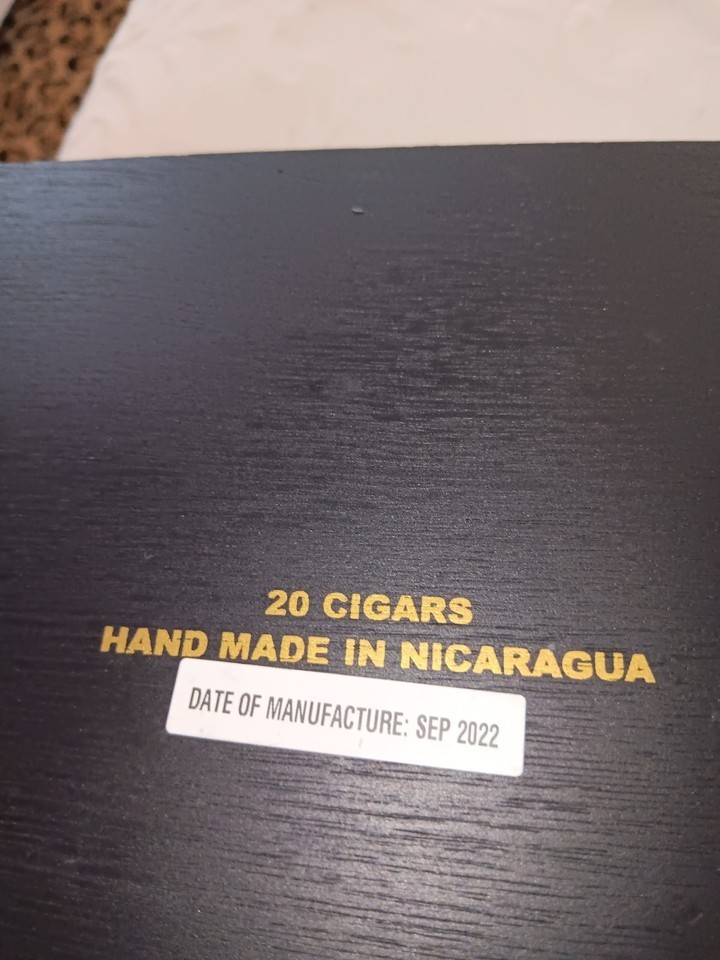 20 CIGARS
HAND MADE IN NICARAGUA
DATE OF MANUFACTURE: SEP 2022